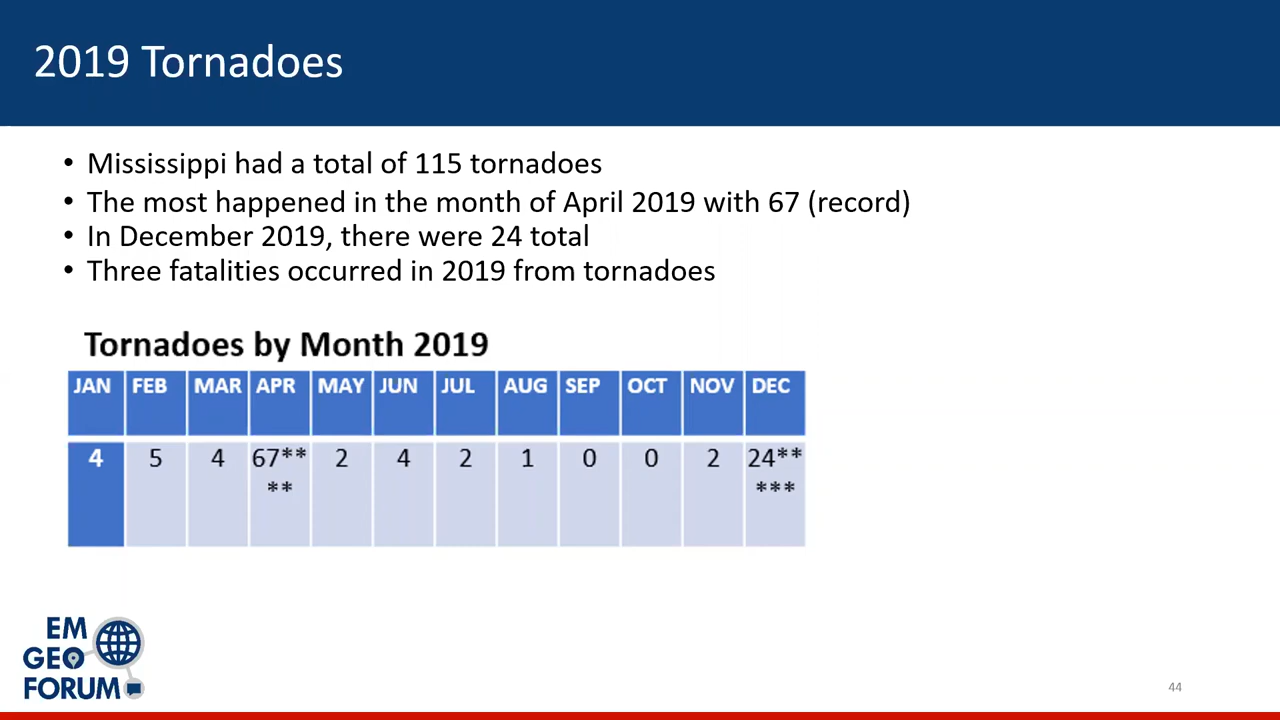 2019 Tornadoes
• Mississippi had a total of 115 tornadoes
• The most happened in the month of April 2019 with 67 (record)
• In December 2019, there were 24 total
• Three fatalities occurred in 2019 from tornadoes
Tornadoes by Month 2019
JAN FEB MAR APR MAY JUN JUL AUG SEP OCT NOV DEC
4 5 4 67** 2 4 2 1 0 0 2 24**
** ***
EM
GEO
FORUM
44